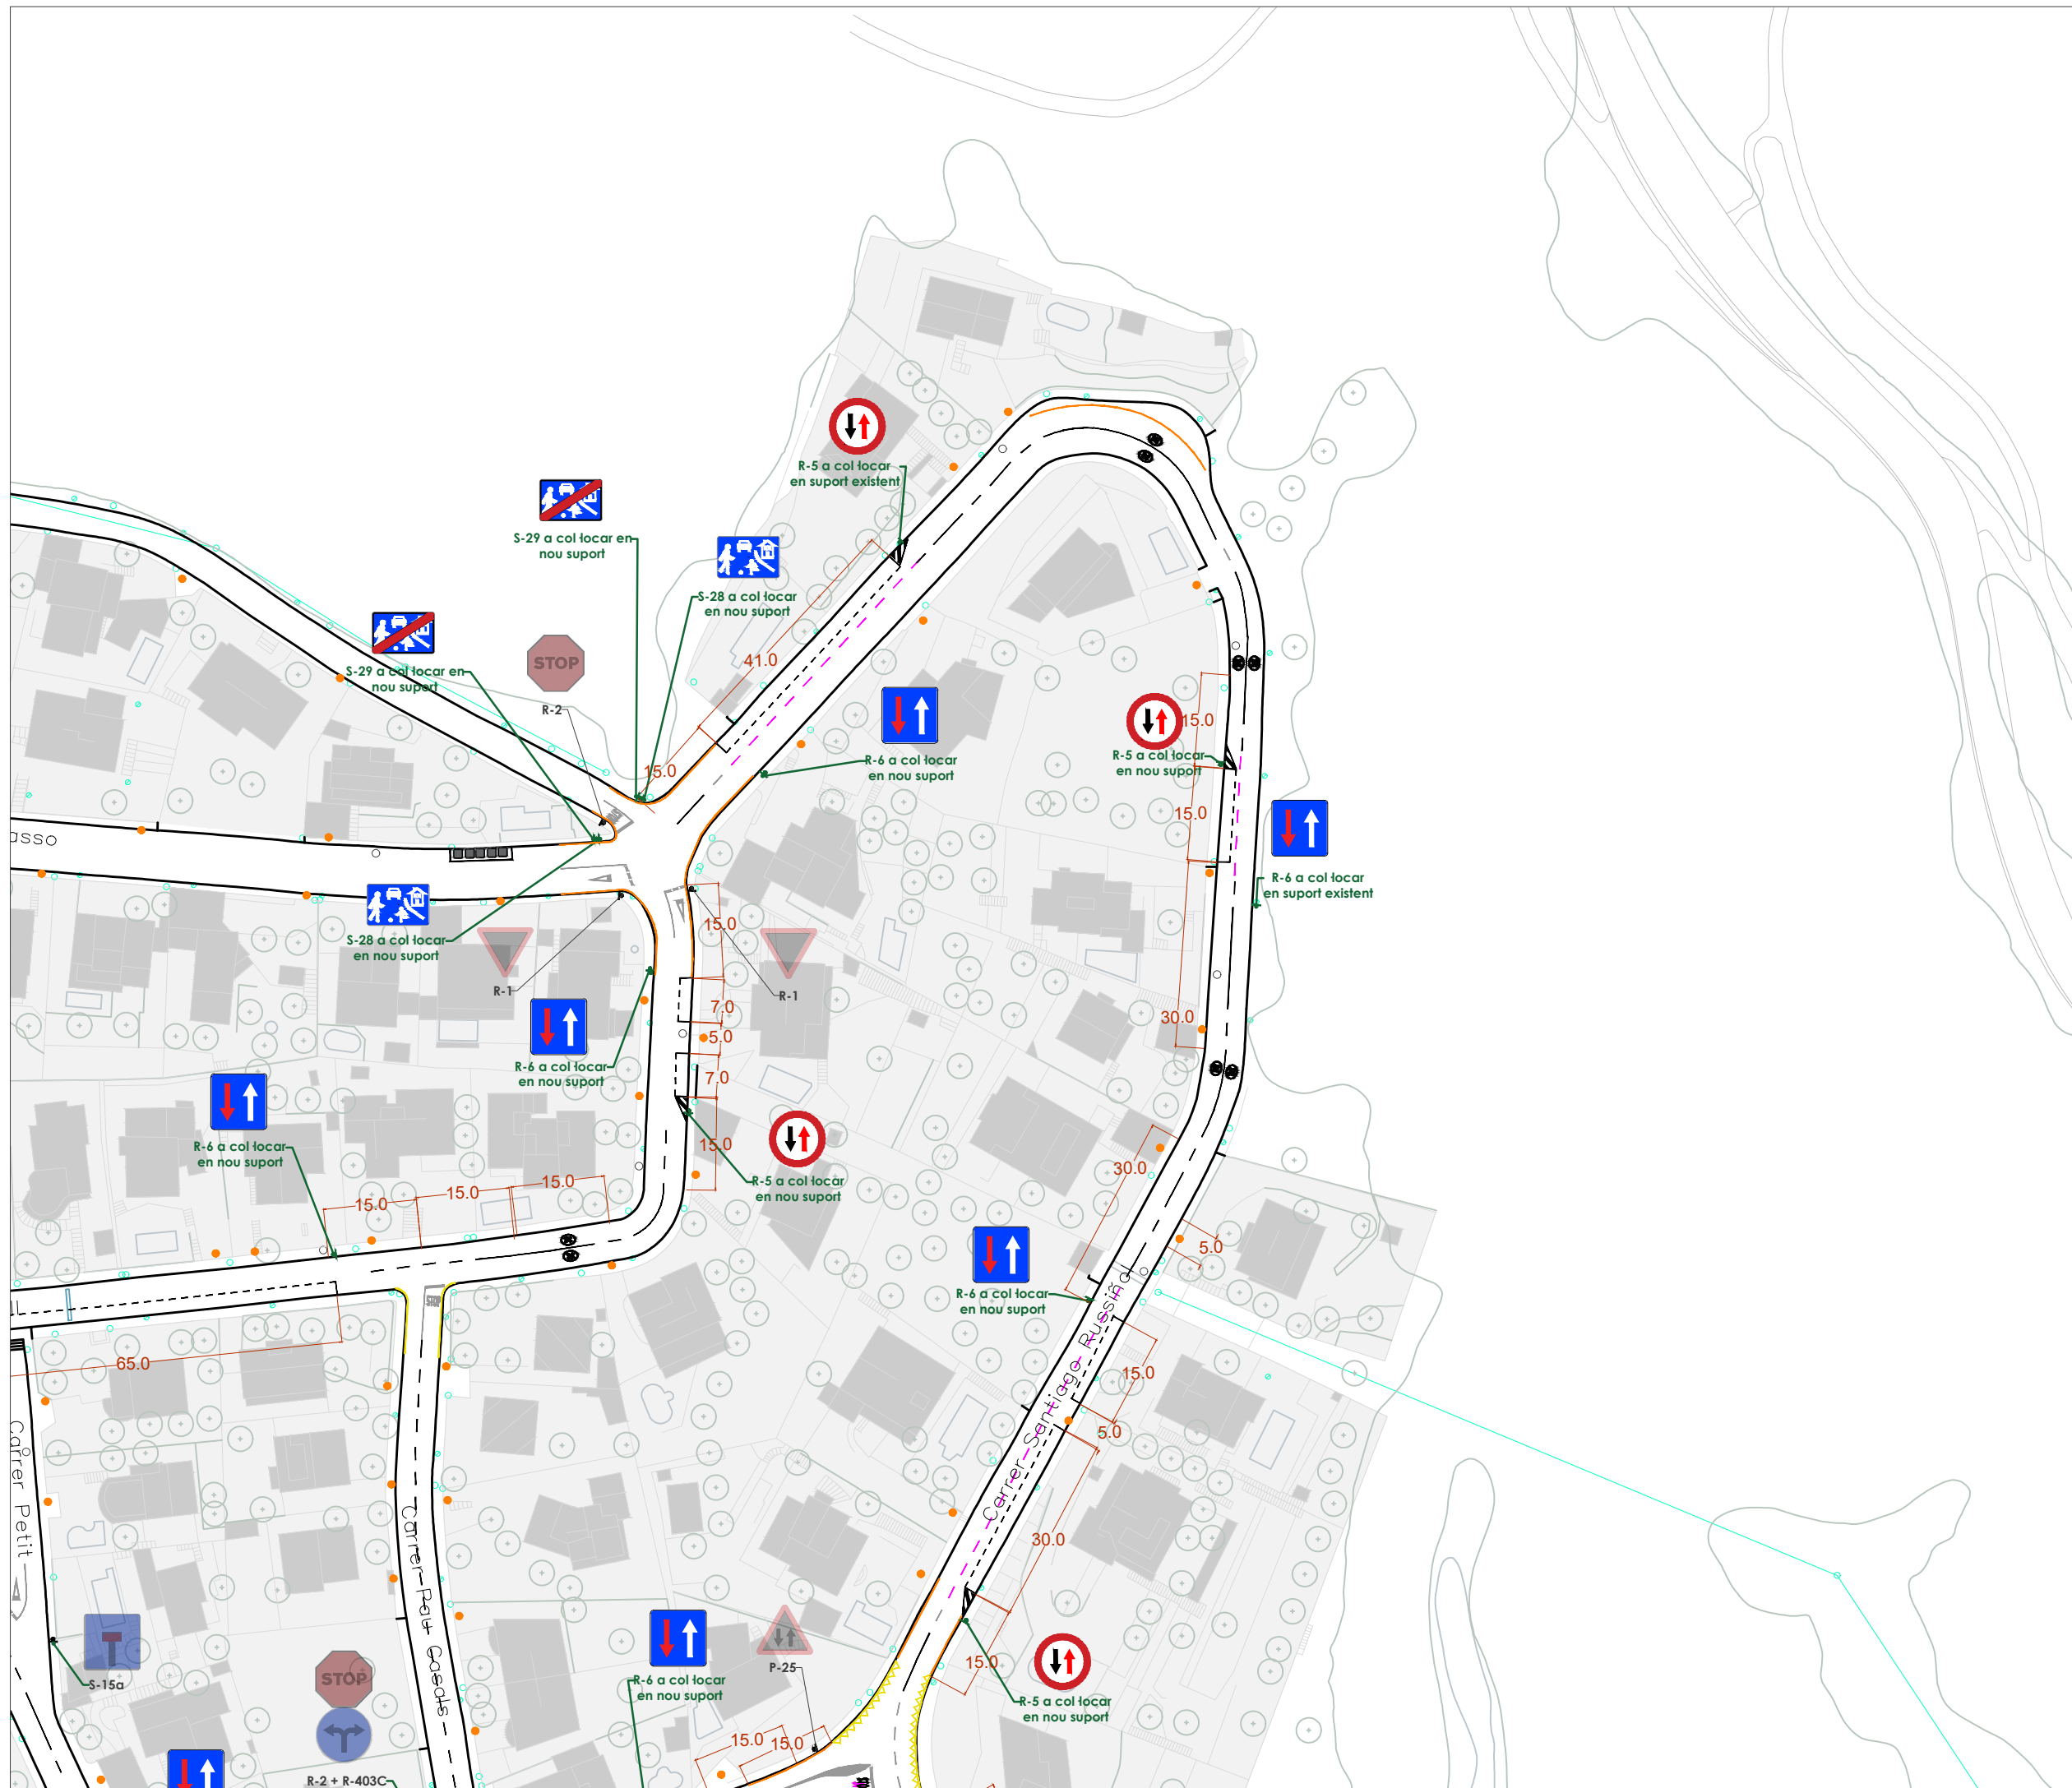 R-5 a col·locar
en suport existent
S-29 a col·locar en
nou suport
S-28 a col·locar
en nou suport
41.0
STOP
S-29 a col·locar en
nou suport
R-2
15.0
R-6 a col·locar
en nou suport
15.0
R-5 a col·locar
en nou suport
15.0
asso
R-6 a col·locar
en suport existent
S-28 a col·locar
en nou suport
15.0
R-1
R-1
7.0
5.0
30.0
R-6 a col·locar
en nou suport
7.0
R-6 a col·locar
en nou suport
15.0
R-5 a col·locar
en nou suport
15.0
15.0
15.0
30.0
5.0
R-6 a col·locar
en nou suport
STOP
65.0
15.0
5.0
Carrer Santiago Russiño
30.0
Carrer Petit
Carrer Pau Casals
S-15a
STOP
R-6 a col·locar
en nou suport
P-25
15.0
R-5 a col·locar
en nou suport
15.0
15.0
R-2 + R-403C